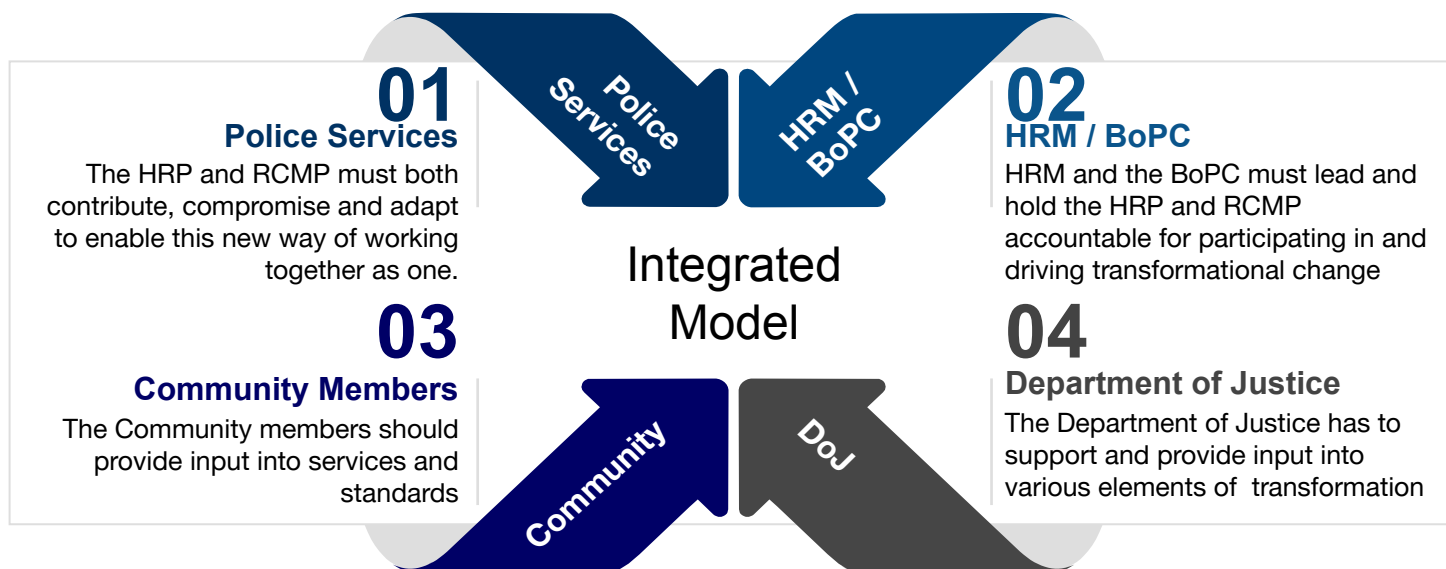 01
Police Services
The HRP and RCMP must both
contribute, compromise and adapt
to enable this new way of working
together as one.
Police
Services
HRM /
BoPC
02
HRM / BoPC
HRM and the BoPC must lead and
hold the HRP and RCMP
accountable for participating in and
driving transformational change
Integrated
Model
03
Community Members
The Community members should
provide input into services and
standards
Community
DoJ
04
Department of Justice
The Department of Justice has to
support and provide input into
various elements of  transformation